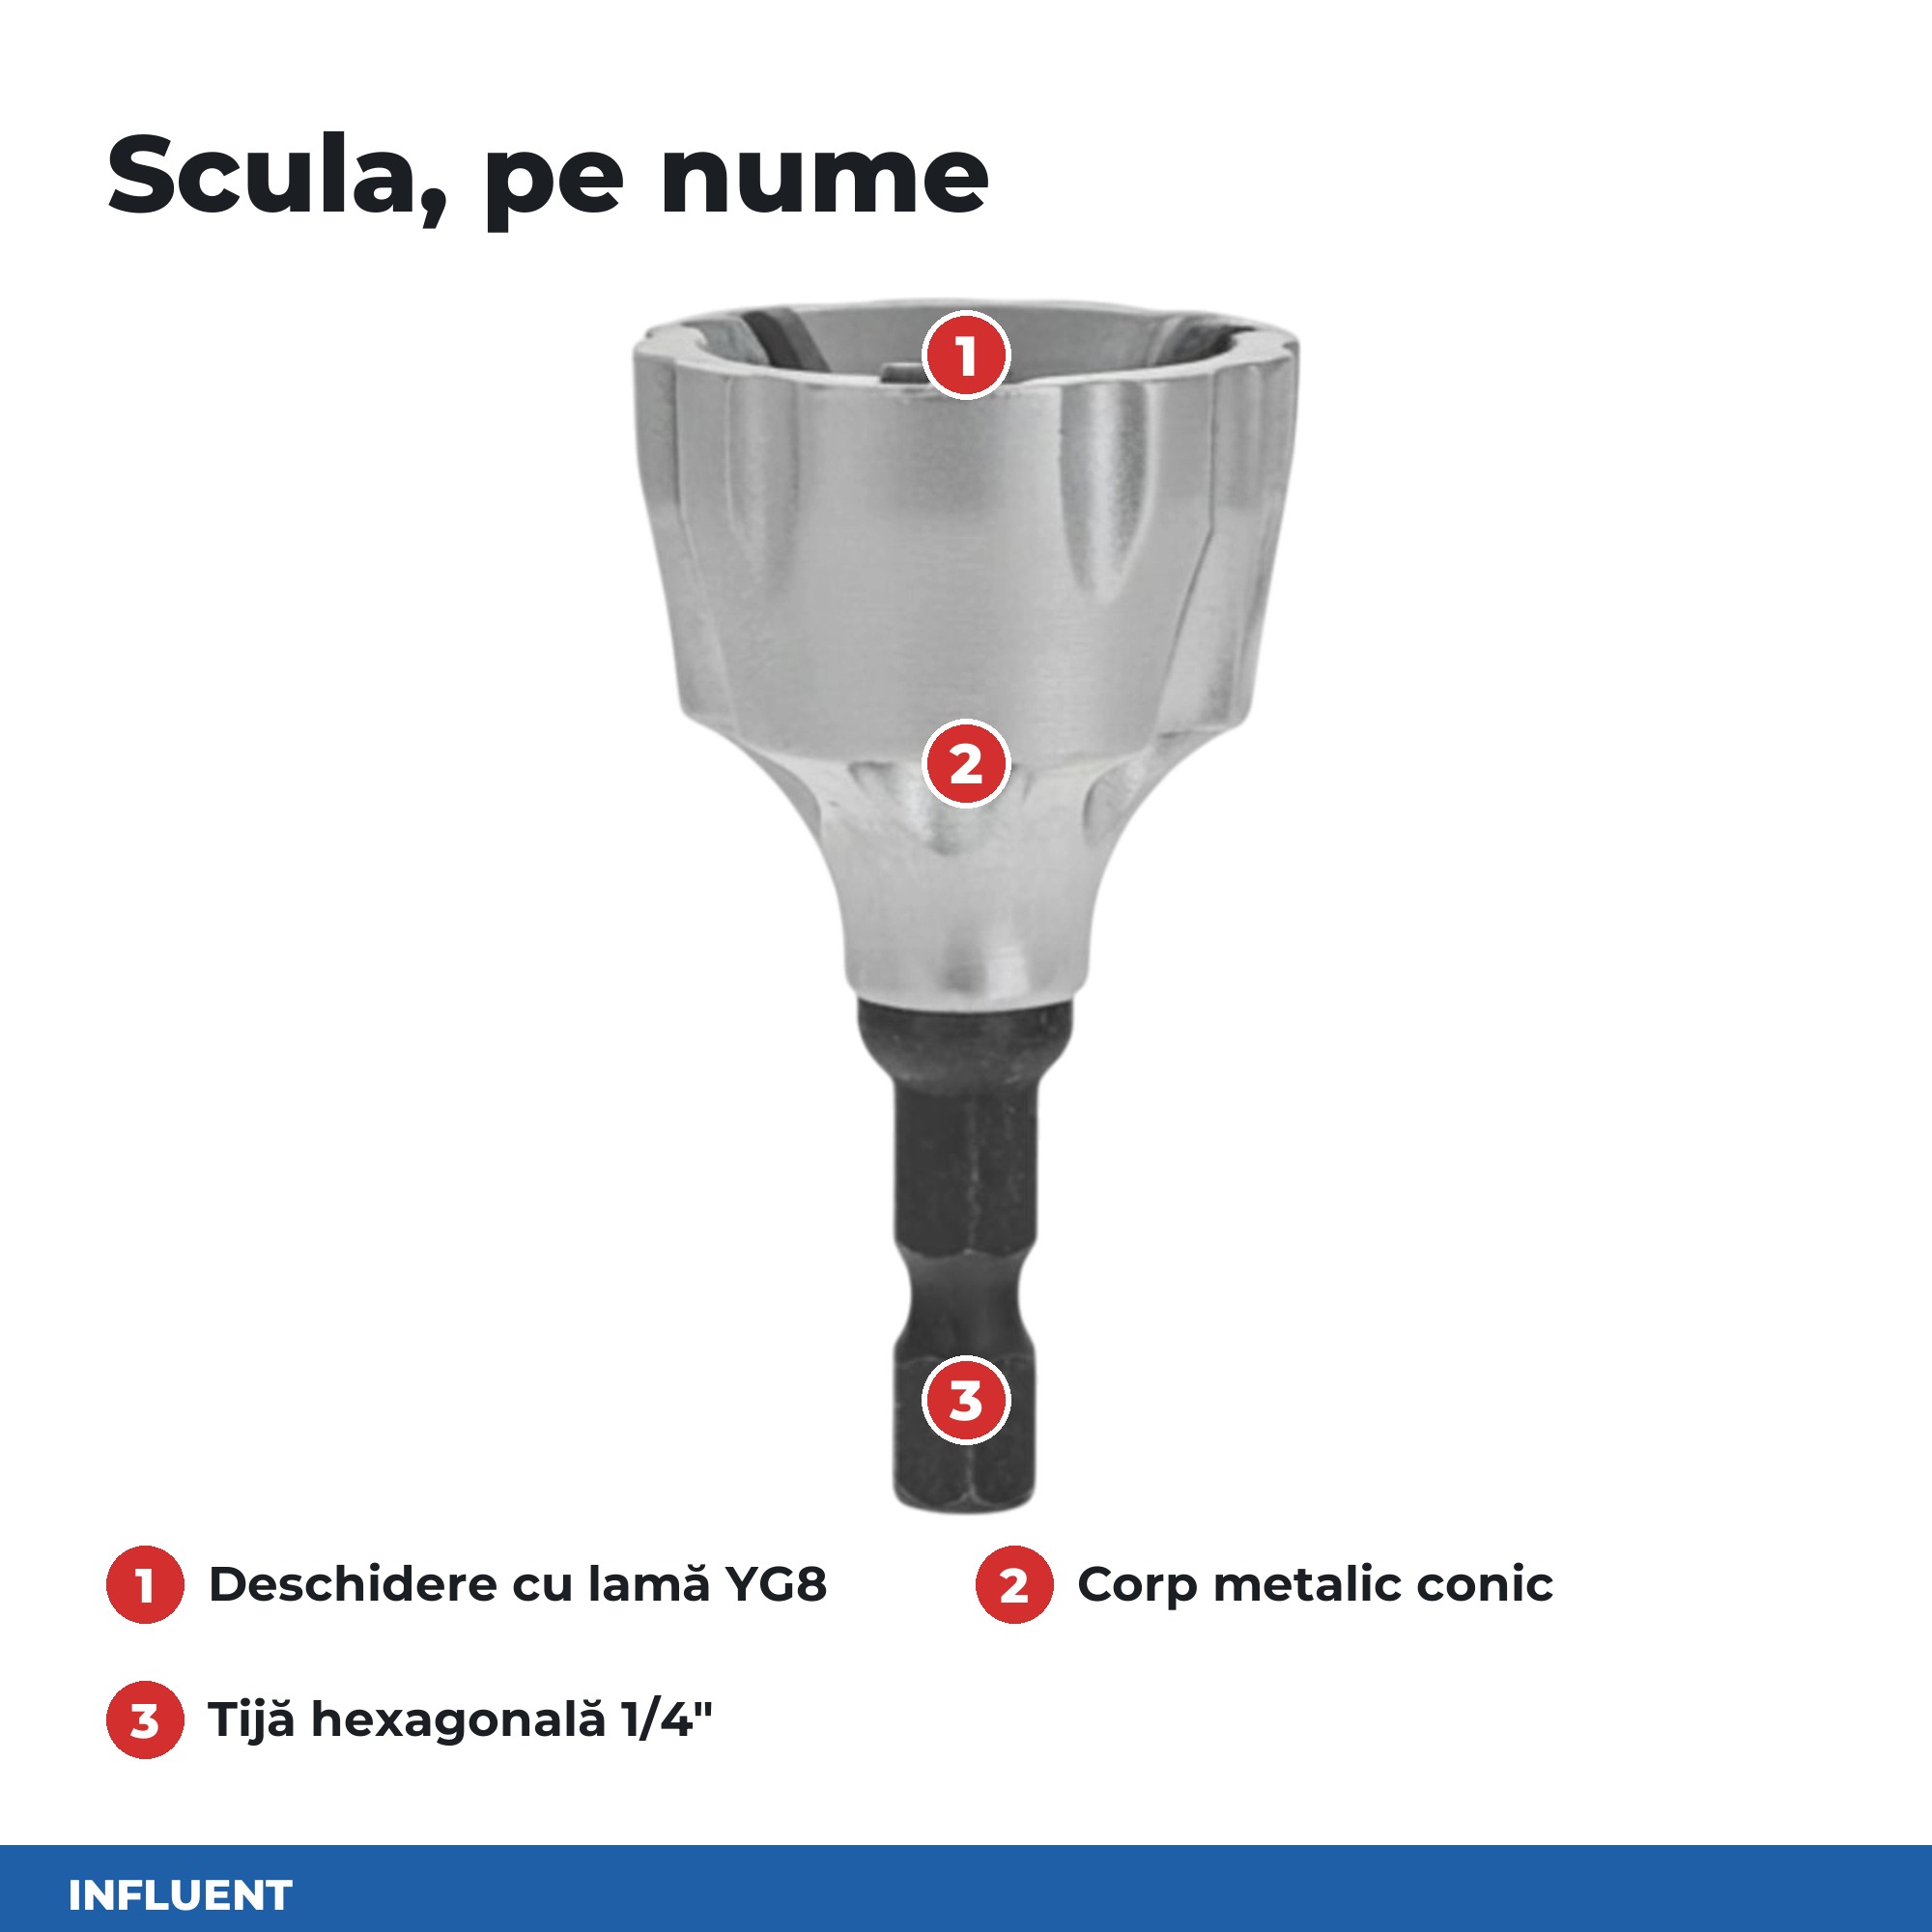 Scula, pe nume
1
2
3
1 Deschidere cu lamă YG8
2 Corp metalic conic
3 Tijă hexagonală 1/4"
INFLUENT